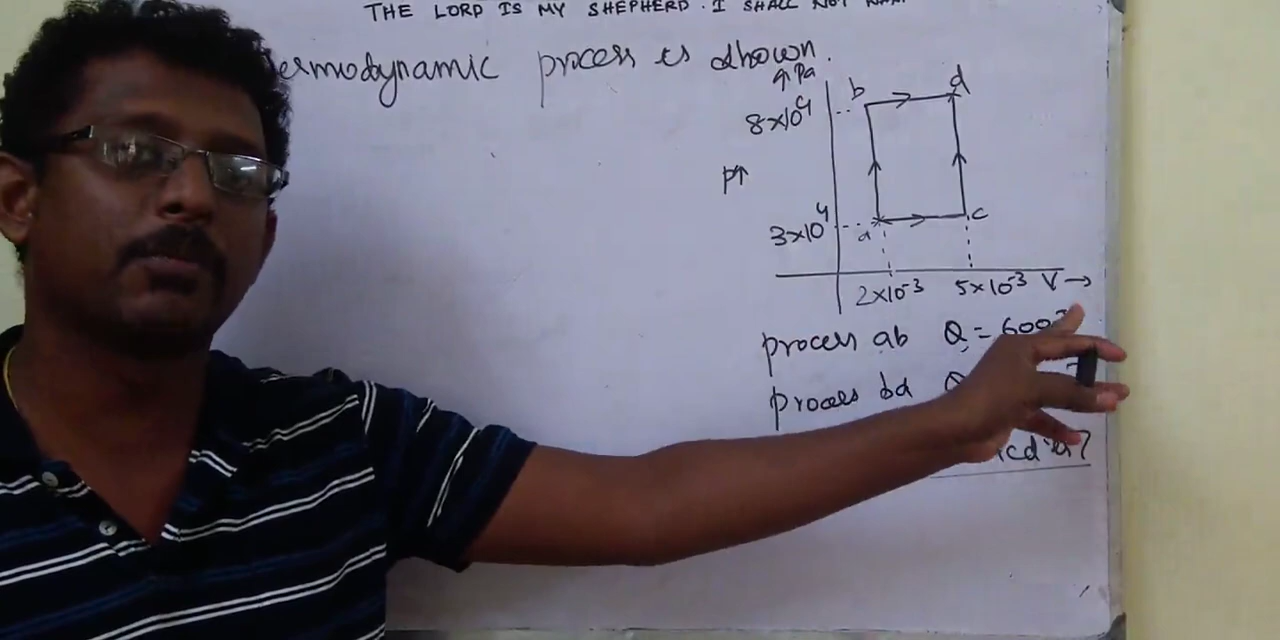 THE LORD IS MY SHEPHERD. I SHALL NOT
process is shown.
↑Pa
b
d
8×10⁴
P↑
3×10⁴
a
c
2×10⁻³ 5×10⁻³ V→
process ab Q = 600
process bd Q